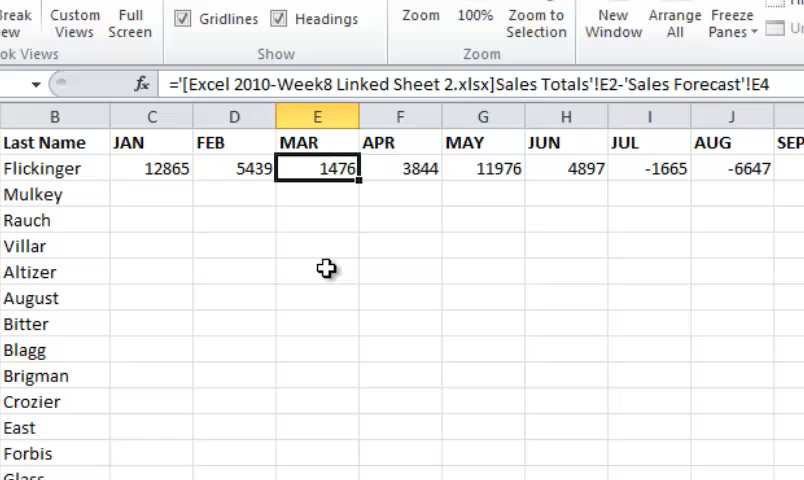 Break Custom Full Gridlines Headings Zoom 100% Zoom to New Arrange Freeze
View Views Screen Selection Window All Panes
ok Views Show Zoom
fx ='[Excel 2010-Week8 Linked Sheet 2.xlsx]Sales Totals'!E2-'Sales Forecast'!E4
B C D E F G H I J
Last Name JAN FEB MAR APR MAY JUN JUL AUG SEP
Flickinger 12865 5439 1476 3844 11976 4897 -1665 -6647
Mulkey
Rauch
Villar
Altizer
August
Bitter
Blagg
Brigman
Crozier
East
Forbis
Glass